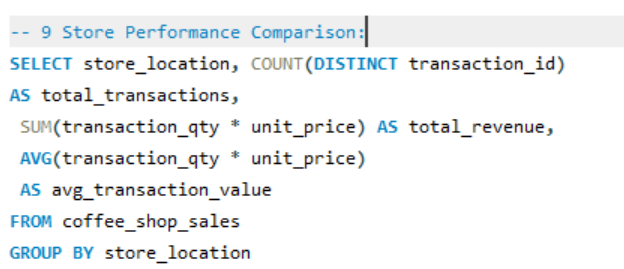 -- 9 Store Performance Comparison:
SELECT store_location, COUNT(DISTINCT transaction_id)
AS total_transactions,
SUM(transaction_qty * unit_price) AS total_revenue,
AVG(transaction_qty * unit_price)
AS avg_transaction_value
FROM coffee_shop_sales
GROUP BY store_location